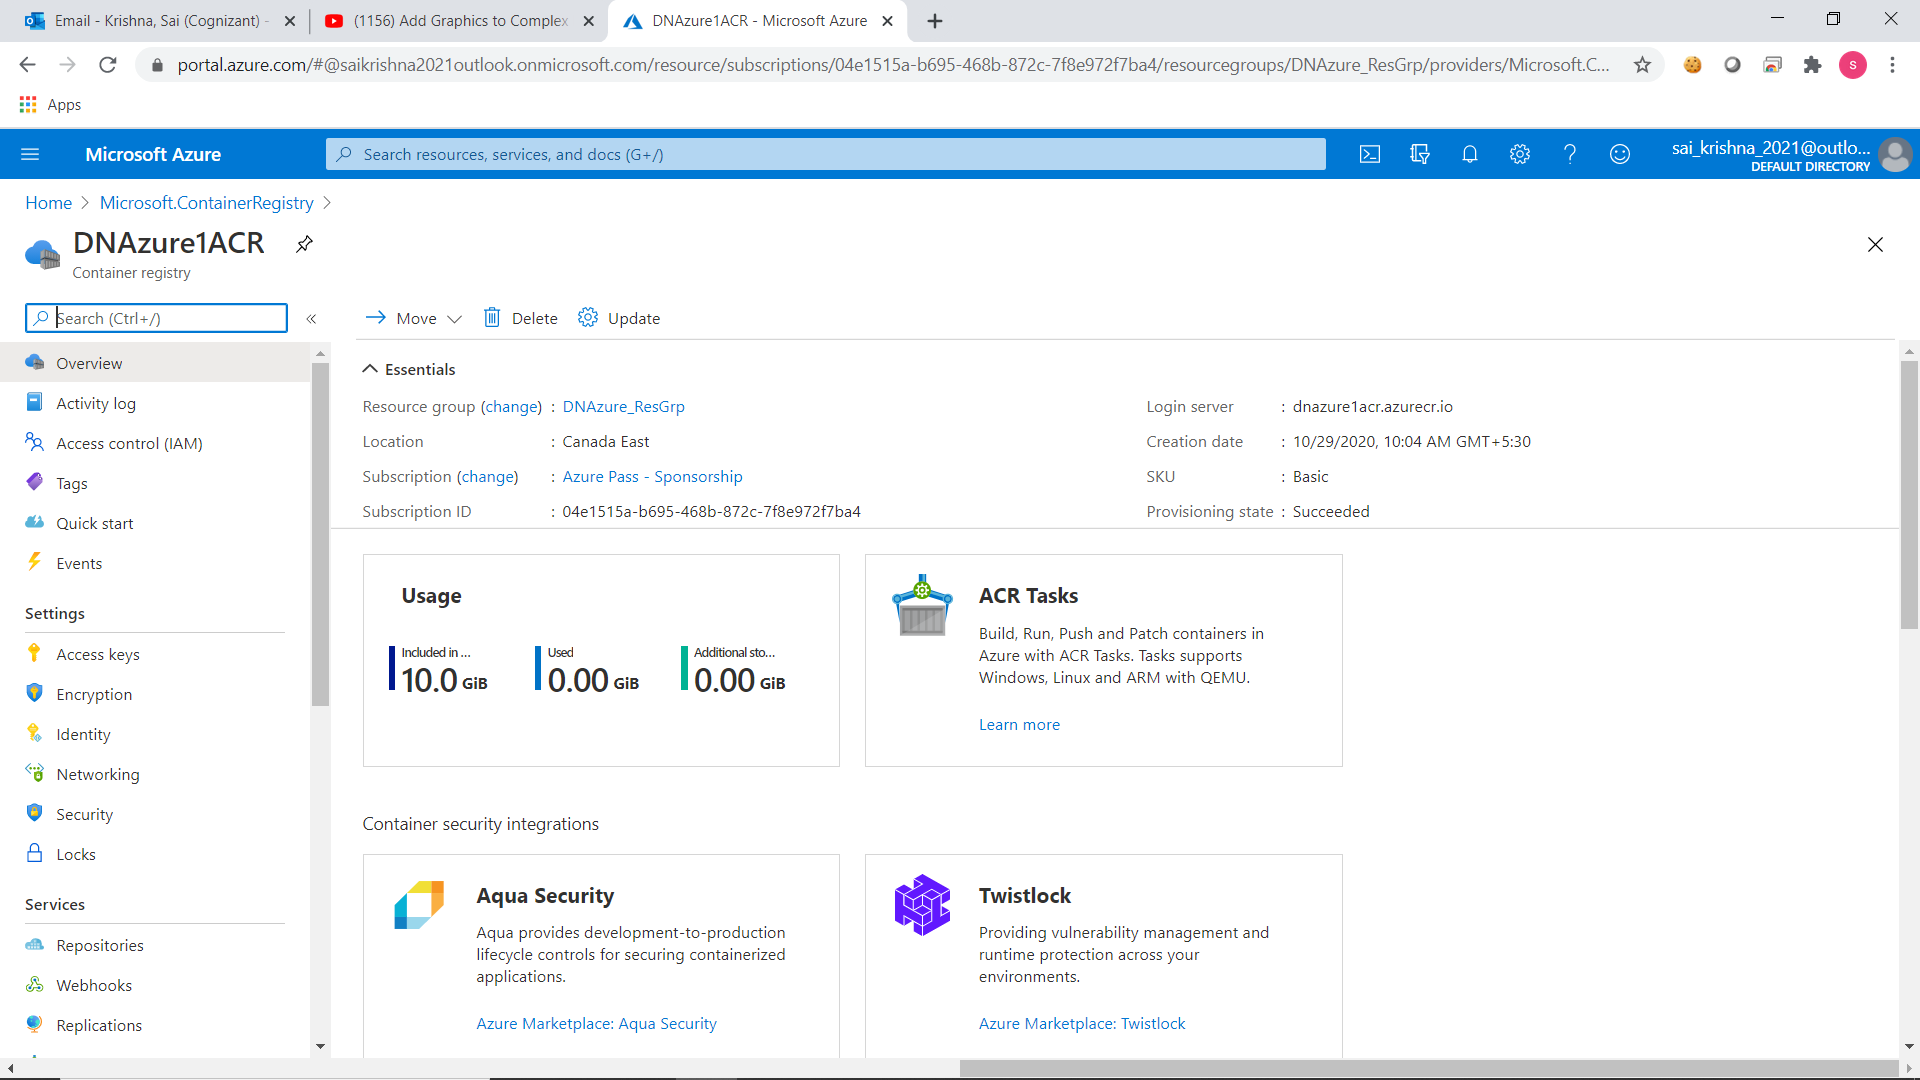 Email - Krishna, Sai (Cognizant) -
(1156) Add Graphics to Complex
DNAzure1ACR - Microsoft Azure
portal.azure.com/#@saikrishna2021outlook.onmicrosoft.com/resource/subscriptions/04e1515a-b695-468b-872c-7f8e972f7ba4/resourcegroups/DNAzure_ResGrp/providers/Microsoft.C...
S
Apps
Microsoft Azure
Search resources, services, and docs (G+/)
sai_krishna_2021@outlo...
DEFAULT DIRECTORY
Home > Microsoft.ContainerRegistry >
DNAzure1ACR
Container registry
Search (Ctrl+/)
«
Move
Delete
Update
Overview
Activity log
Access control (IAM)
Tags
Quick start
Events
Settings
Access keys
Encryption
Identity
Networking
Security
Locks
Services
Repositories
Webhooks
Replications
Essentials
Resource group (change) : DNAzure_ResGrp
Location : Canada East
Subscription (change) : Azure Pass - Sponsorship
Subscription ID : 04e1515a-b695-468b-872c-7f8e972f7ba4
Login server : dnazure1acr.azurecr.io
Creation date : 10/29/2020, 10:04 AM GMT+5:30
SKU : Basic
Provisioning state : Succeeded
Usage
Included in ...
10.0 GiB
Used
0.00 GiB
Additional sto...
0.00 GiB
ACR Tasks
Build, Run, Push and Patch containers in
Azure with ACR Tasks. Tasks supports
Windows, Linux and ARM with QEMU.
Learn more
Container security integrations
Aqua Security
Aqua provides development-to-production
lifecycle controls for securing containerized
applications.
Azure Marketplace: Aqua Security
Twistlock
Providing vulnerability management and
runtime protection across your
environments.
Azure Marketplace: Twistlock